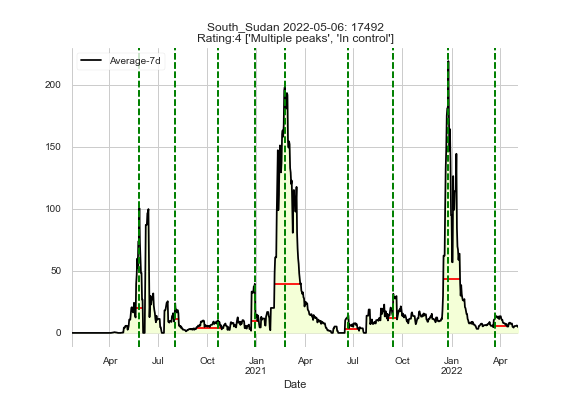 South_Sudan 2022-05-06: 17492
Rating:4 ['Multiple peaks', 'In control']
Average-7d
200
150
100
50
0
Apr Jul Oct Jan Apr Jul Oct Jan Apr
2021 2022
Date